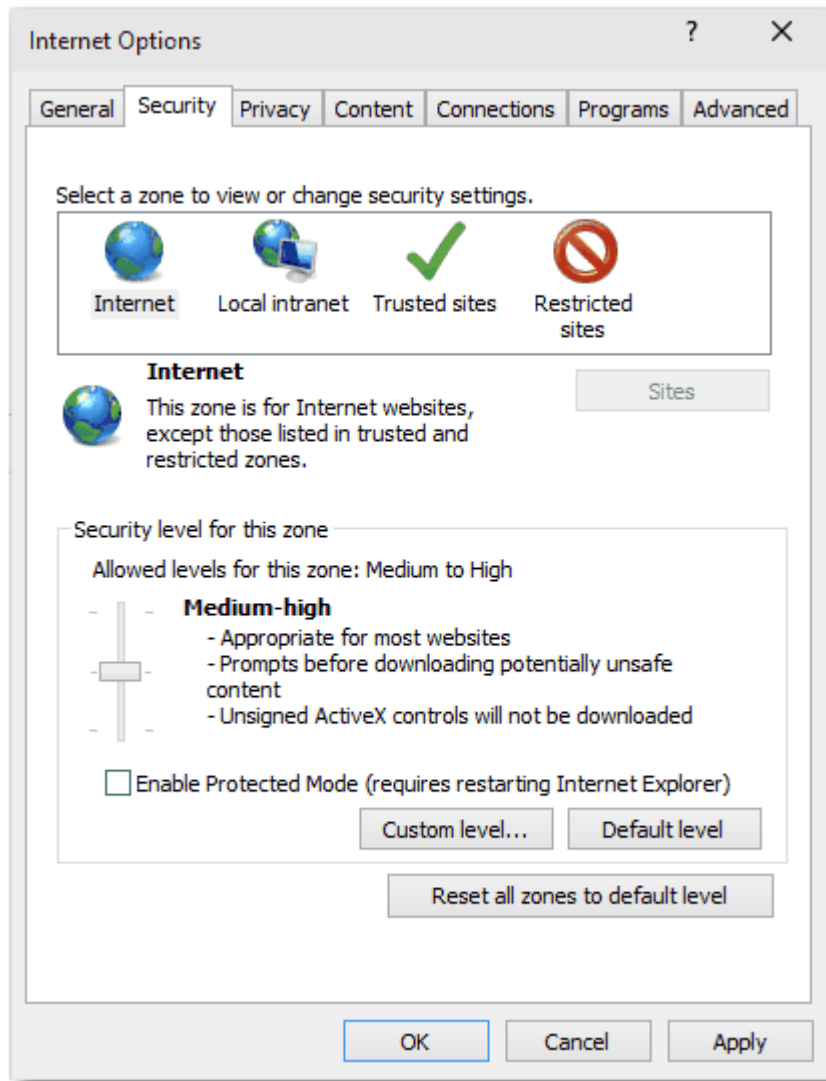 Internet Options
?
General Security Privacy Content Connections Programs Advanced
Select a zone to view or change security settings.
Internet Local intranet Trusted sites Restricted
sites
Internet
Sites
This zone is for Internet websites,
except those listed in trusted and
restricted zones.
Security level for this zone
Allowed levels for this zone: Medium to High
Medium-high
- Appropriate for most websites
- Prompts before downloading potentially unsafe
content
- Unsigned ActiveX controls will not be downloaded
Enable Protected Mode (requires restarting Internet Explorer)
Custom level... Default level
Reset all zones to default level
OK Cancel Apply